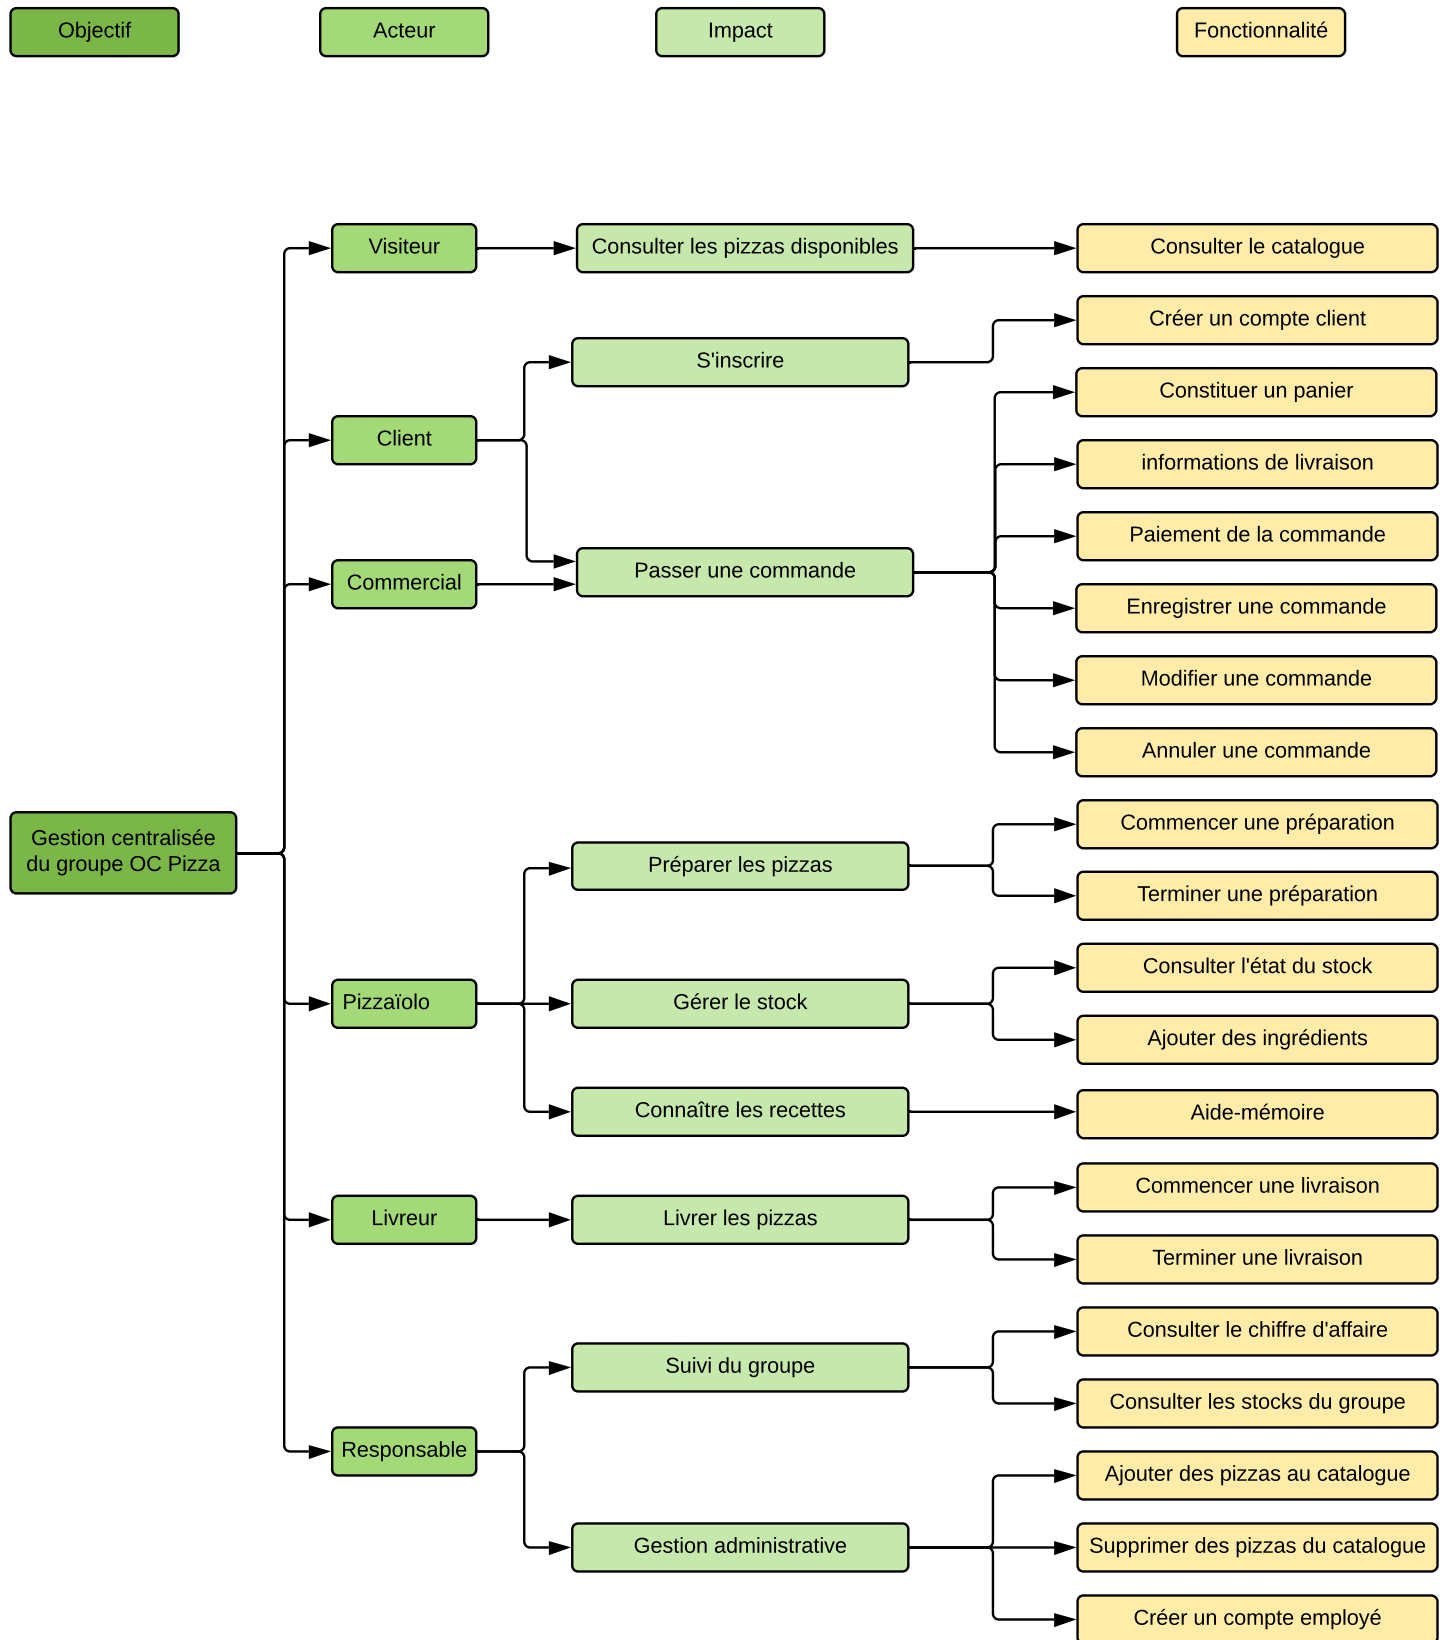 Objectif
Acteur
Impact
Fonctionnalité
Visiteur
Consulter les pizzas disponibles
Consulter le catalogue
Créer un compte client
S'inscrire
Constituer un panier
Client
informations de livraison
Paiement de la commande
Commercial
Passer une commande
Enregistrer une commande
Modifier une commande
Annuler une commande
Gestion centralisée
du groupe OC Pizza
Commencer une préparation
Préparer les pizzas
Terminer une préparation
Consulter l'état du stock
Pizzaïolo
Gérer le stock
Ajouter des ingrédients
Connaître les recettes
Aide-mémoire
Commencer une livraison
Livreur
Livrer les pizzas
Terminer une livraison
Consulter le chiffre d'affaire
Suivi du groupe
Consulter les stocks du groupe
Responsable
Ajouter des pizzas au catalogue
Gestion administrative
Supprimer des pizzas du catalogue
Créer un compte employé